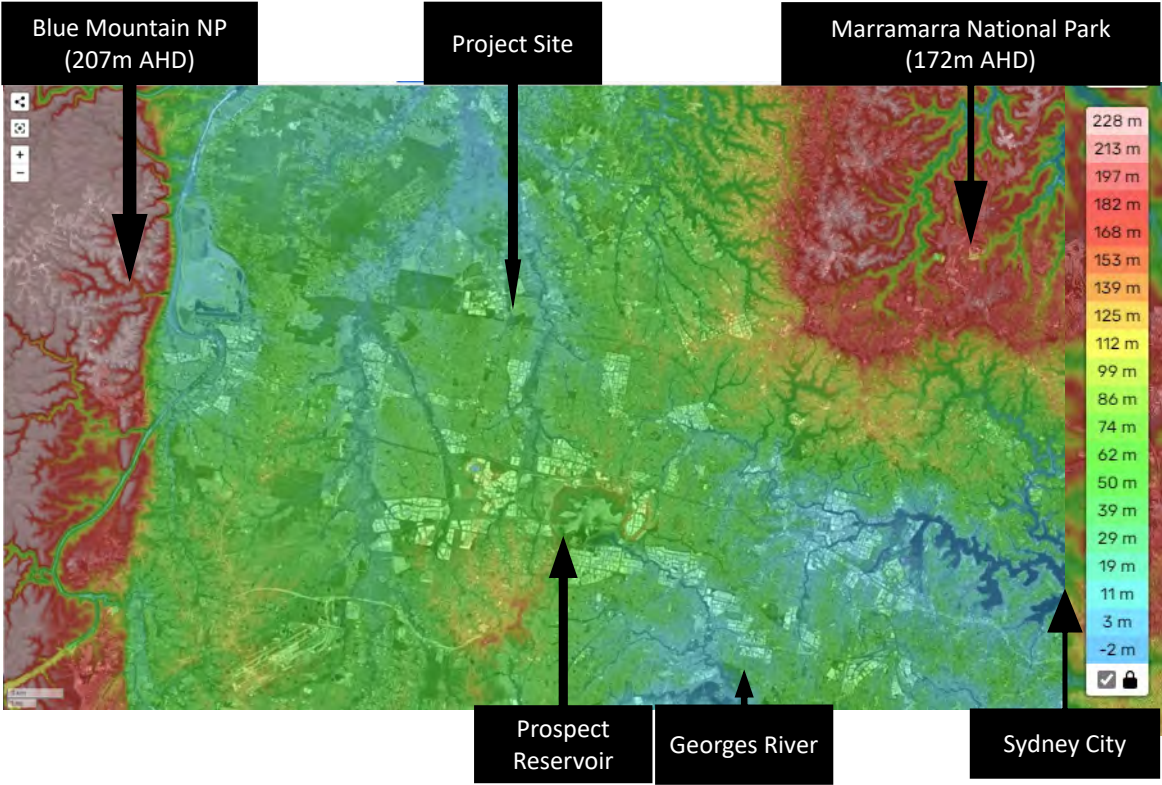 Blue Mountain NP
(207m AHD)
Project Site
Marramarra National Park
(172m AHD)
+
−
228 m
213 m
197 m
182 m
168 m
153 m
139 m
125 m
112 m
99 m
86 m
74 m
62 m
50 m
39 m
29 m
19 m
11 m
3 m
-2 m
Prospect
Reservoir
Georges River
Sydney City